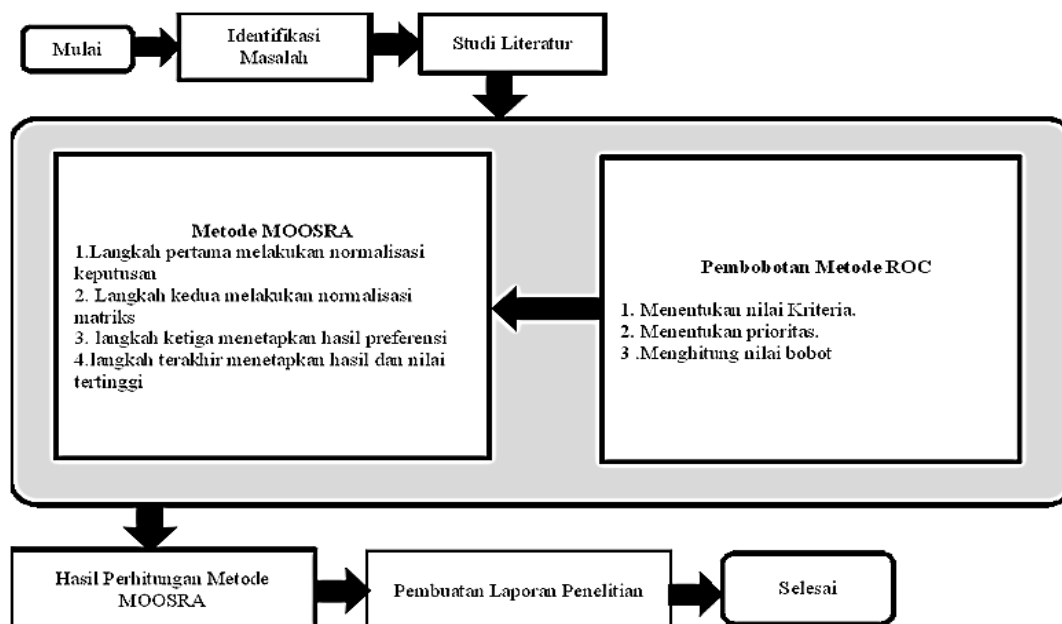 Mulai
Identifikasi
Masalah
Studi Literatur
Metode MOOSRA
1.Langkah pertama melakukan normalisasi
keputusan
2. Langkah kedua melakukan normalisasi
matriks
3. langkah ketiga menetapkan hasil preferensi
4.langkah terakhir menetapkan hasil dan nilai
tertinggi
Pembobotan Metode ROC
1. Menentukan nilai Kriteria.
2. Menentukan prioritas.
3 .Menghitung nilai bobot
Hasil Perhitungan Metode
MOOSRA
Pembuatan Laporan Penelitian
Selesai